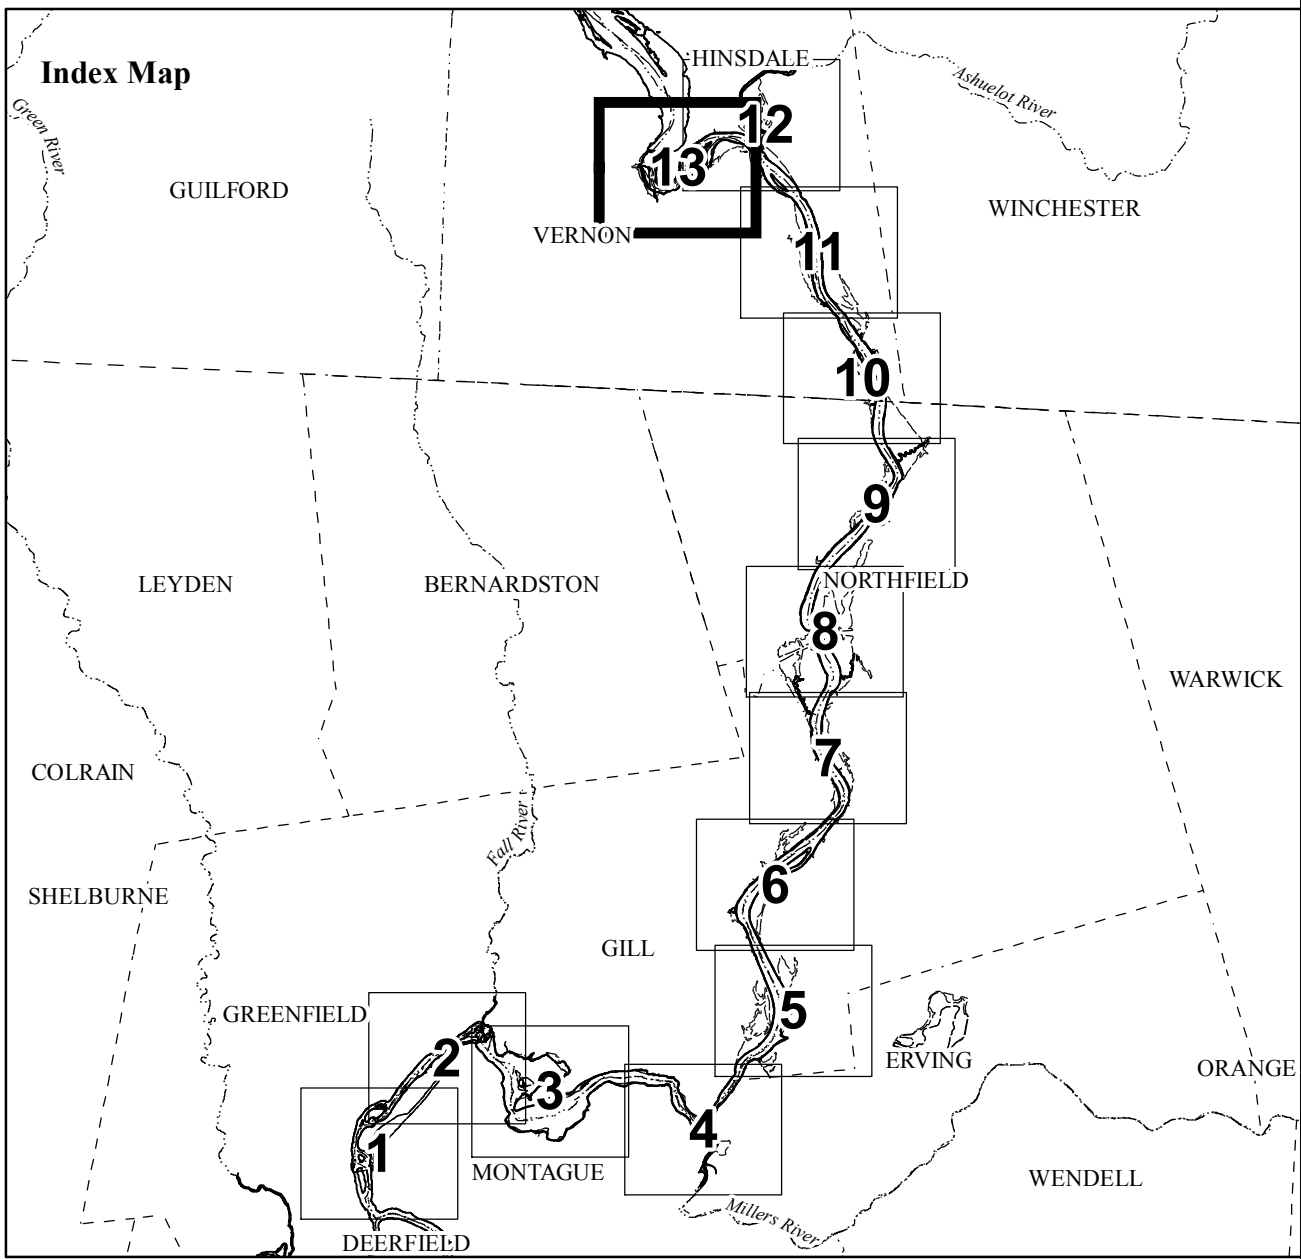 HINSDALE
Index Map
Ashuelot River
Green River
12
13
GUILFORD
WINCHESTER
VERNON
11
10
9
LEYDEN
BERNARDSTON
NORTHFIELD
8
WARWICK
7
COLRAIN
Fall River
6
SHELBURNE
GILL
5
GREENFIELD
2
ERVING
ORANGE
3
4
1
MONTAGUE
WENDELL
Millers River
DEERFIELD